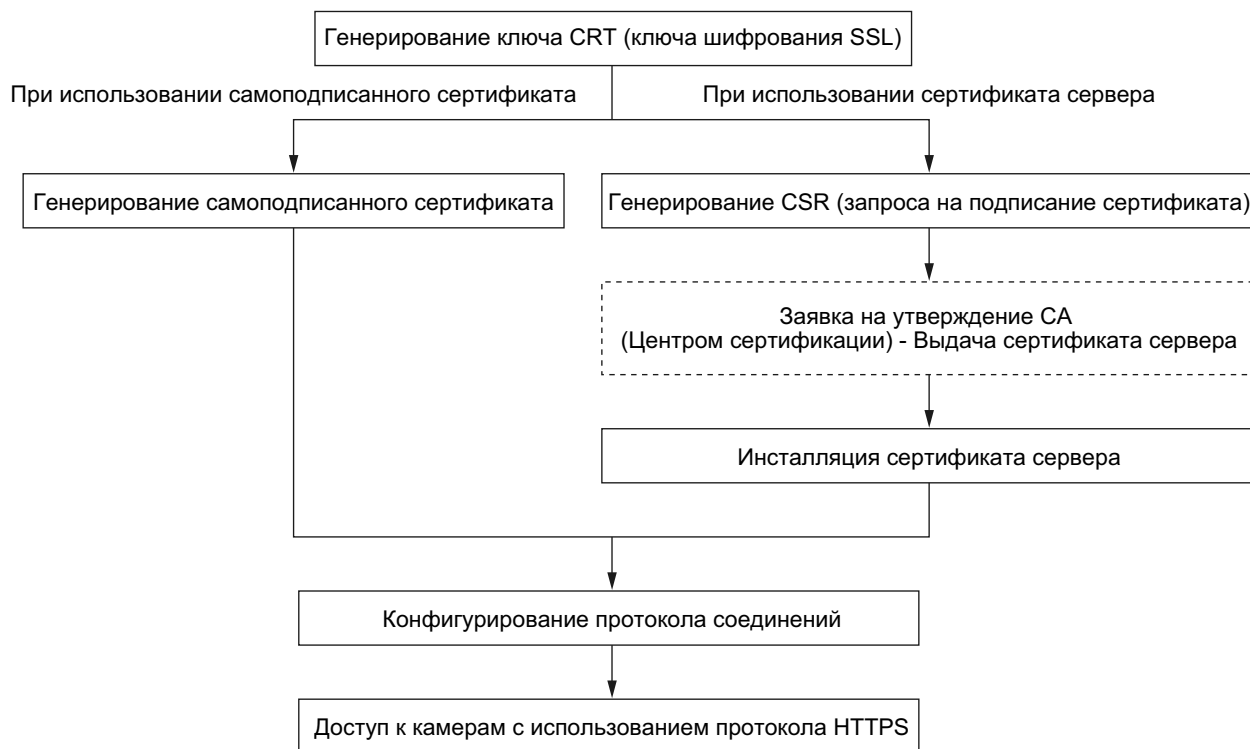 Генерирование ключа CRT (ключа шифрования SSL)
При использовании самоподписанного сертификата
При использовании сертификата сервера
Генерирование самоподписанного сертификата
Генерирование CSR (запроса на подписание сертификата)
Заявка на утверждение CA
(Центром сертификации) - Выдача сертификата сервера
Инсталляция сертификата сервера
Конфигурирование протокола соединений
Доступ к камерам с использованием протокола HTTPS